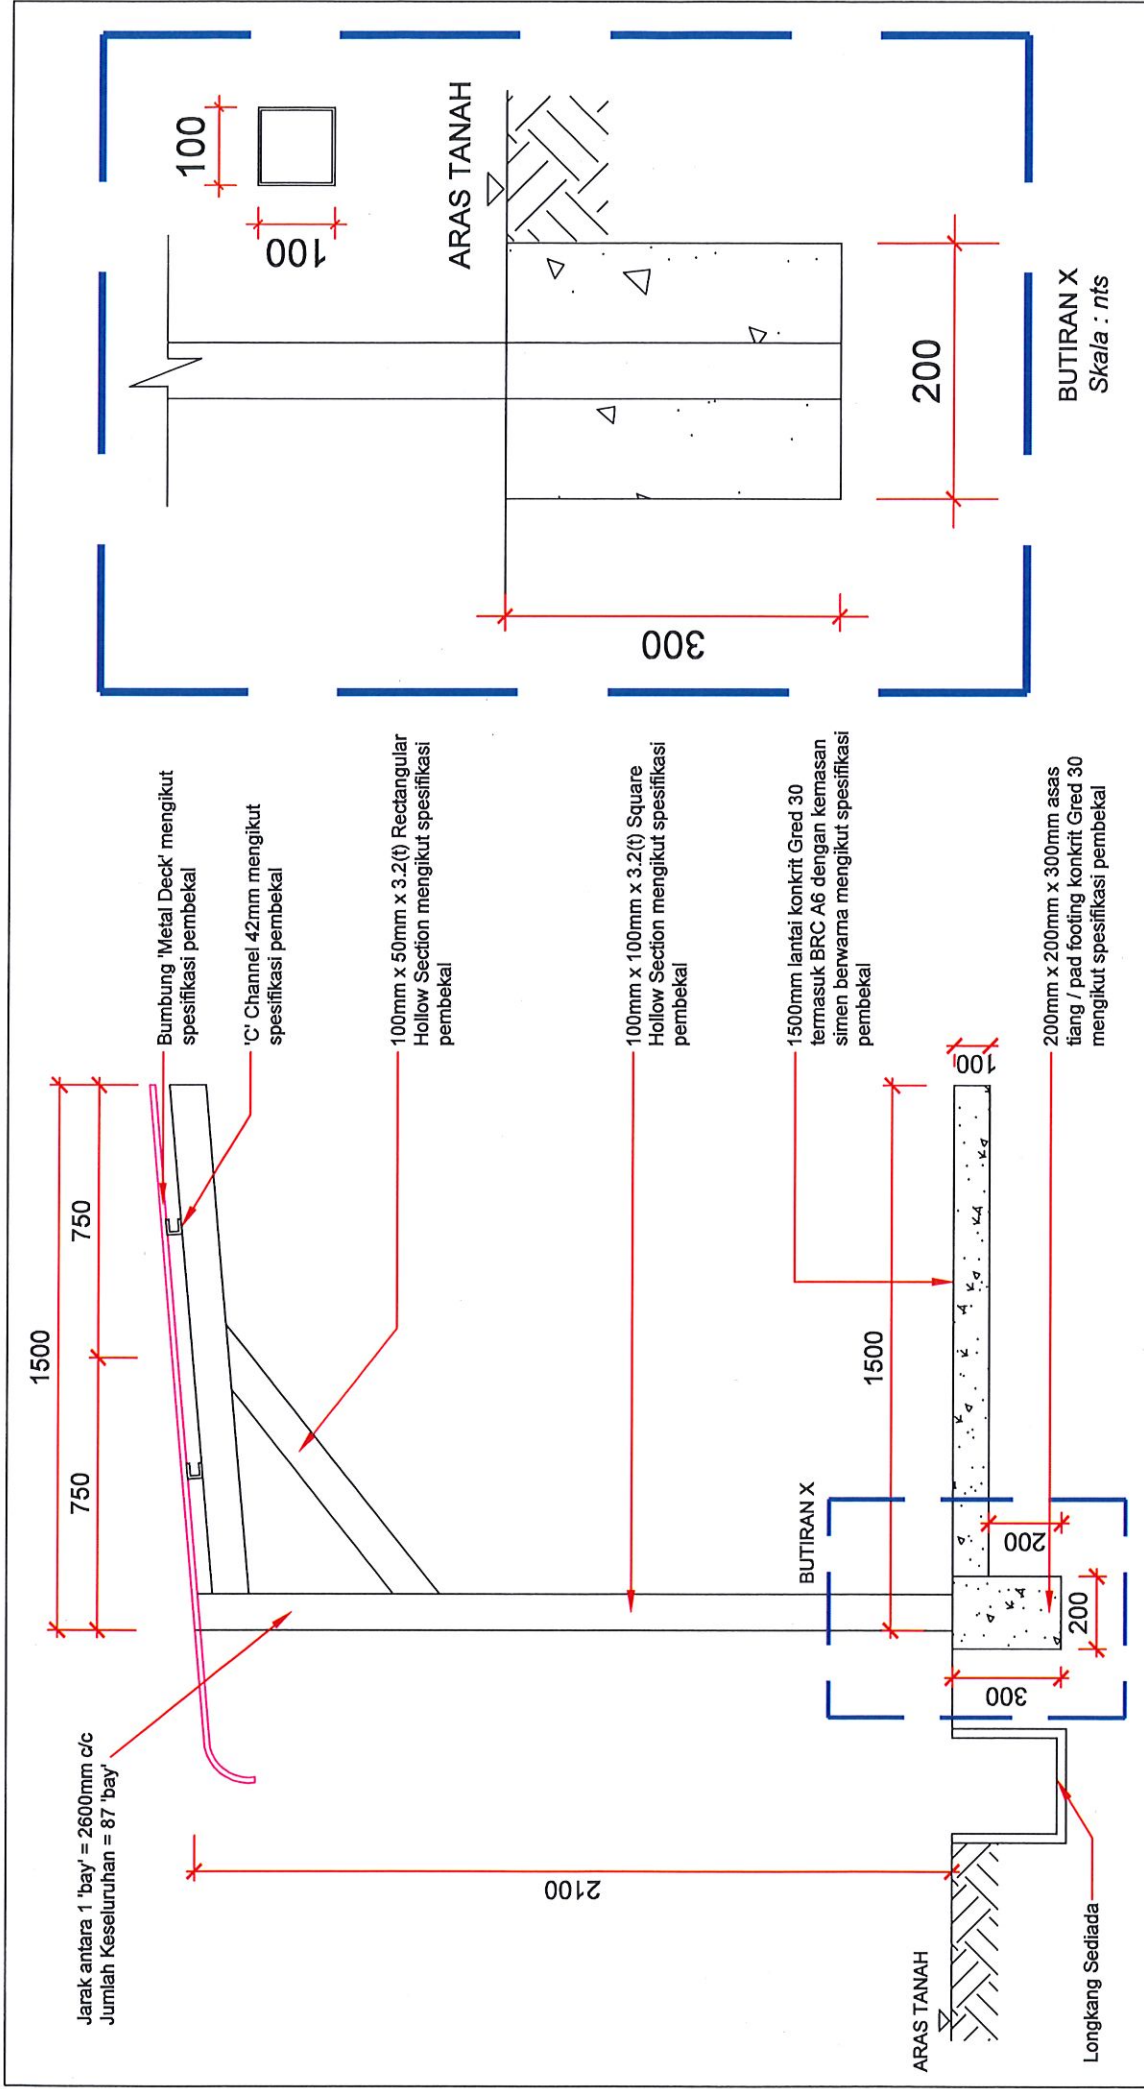 Jarak antara 1 'bay' = 2600mm c/c
Jumlah Keseluruhan = 87 'bay'
1500
750
750
2100
ARAS TANAH
Longkang Sediada
BUTIRAN X
1500
100
200
200
300
Bumbung 'Metal Deck' mengikut
spesifikasi pembekal
'C' Channel 42mm mengikut
spesifikasi pembekal
100mm x 50mm x 3.2(t) Rectangular
Hollow Section mengikut spesifikasi
pembekal
100mm x 100mm x 3.2(t) Square
Hollow Section mengikut spesifikasi
pembekal
1500mm lantai konkrit Gred 30
termasuk BRC A6 dengan kemasan
simen berwarna mengikut spesifikasi
pembekal
200mm x 200mm x 300mm asas
tiang / pad footing konkrit Gred 30
mengikut spesifikasi pembekal
100
100
ARAS TANAH
300
200
BUTIRAN X
Skala : nts